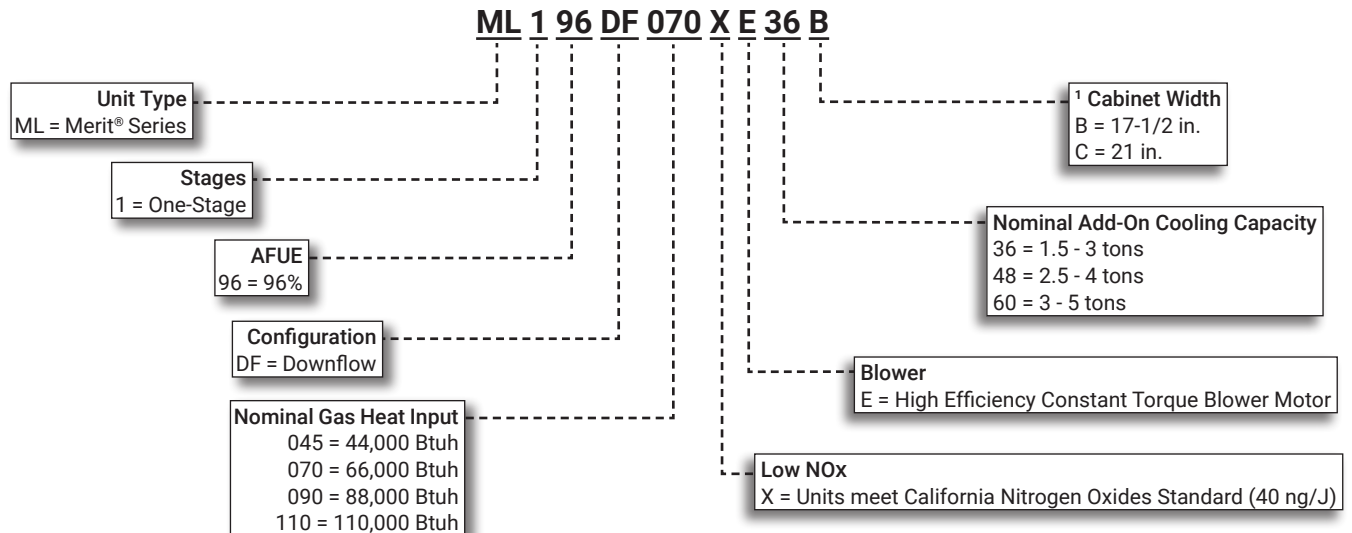 ML 1 96 DF 070 X E 36 B
Unit Type
ML = Merit® Series
Stages
1 = One-Stage
AFUE
96 = 96%
Configuration
DF = Downflow
Nominal Gas Heat Input
045 = 44,000 Btuh
070 = 66,000 Btuh
090 = 88,000 Btuh
110 = 110,000 Btuh
¹ Cabinet Width
B = 17-1/2 in.
C = 21 in.
Nominal Add-On Cooling Capacity
36 = 1.5 - 3 tons
48 = 2.5 - 4 tons
60 = 3 - 5 tons
Blower
E = High Efficiency Constant Torque Blower Motor
Low NOx
X = Units meet California Nitrogen Oxides Standard (40 ng/J)